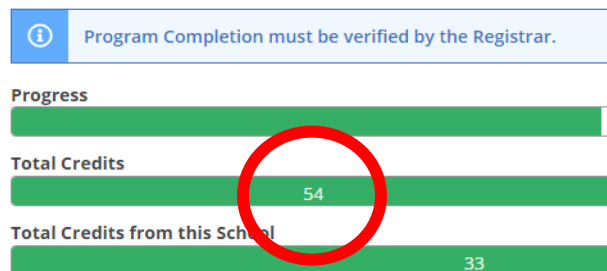 Program Completion must be verified by the Registrar.
Progress
Total Credits
54
Total Credits from this School
33